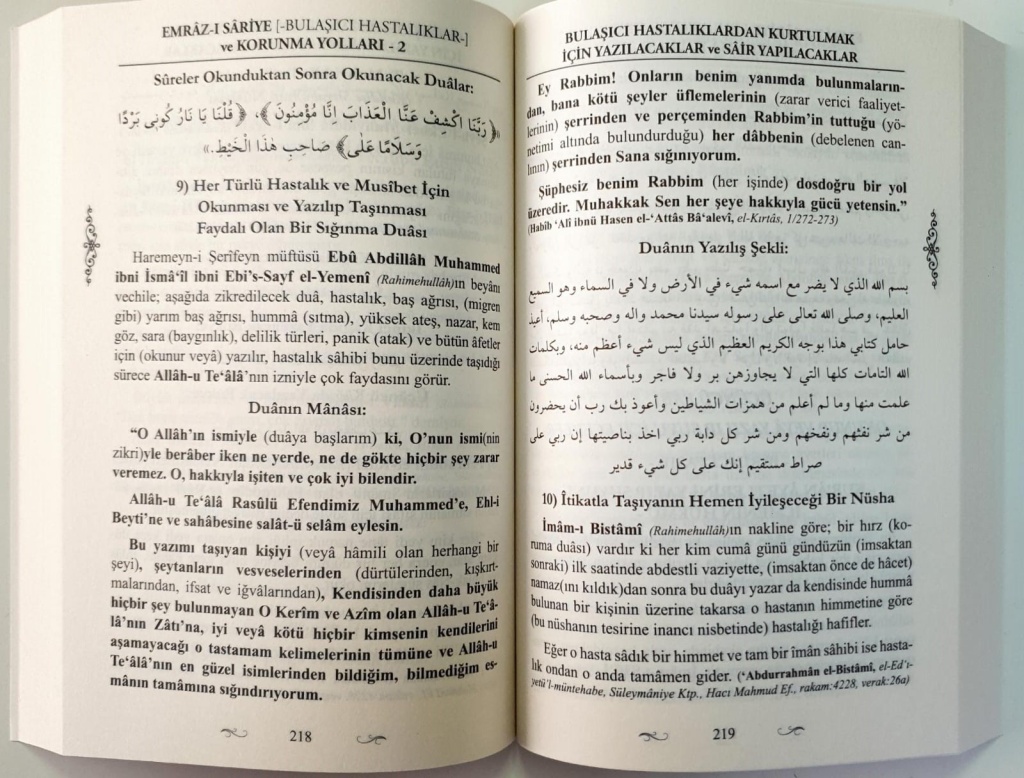 EMRÂZ-I SÂRİYE [-BULAŞICI HASTALIKLAR-]
ve KORUNMA YOLLARI - 2
Sûreler Okunduktan Sonra Okunacak Duâlar:
«﴿رَبَّنَا اكْشِفْ عَنَّا الْعَذَابَ اِنَّا مُؤْمِنُونَ﴾، ﴿قُلْنَا يَا نَارُ كُونِى بَرْدًا
وَسَلَامًا عَلٰى﴾ صَاحِبِ هٰذَا الْخَيْطِ.»
9) Her Türlü Hastalık ve Musîbet İçin
Okunması ve Yazılıp Taşınması
Faydalı Olan Bir Sığınma Duâsı
Haremeyn-i Şerîfeyn müftüsü Ebû Abdillâh Muhammed
ibni İsmâ‘îl ibni Ebi’s-Sayf el-Yemenî (Rahimehullâh)ın beyânı
vechile; aşağıda zikredilecek duâ, hastalık, baş ağrısı, (migren
gibi) yarım baş ağrısı, hummâ (sıtma), yüksek ateş, nazar, kem
göz, sara (baygınlık), delilik türleri, panik (atak) ve bütün âfetler
için (okunur veyâ) yazılır, hastalık sâhibi bunu üzerinde taşıdığı
sürece Allâh-u Te‘âlâ’nın izniyle çok faydasını görür.
Duânın Mânâsı:
“O Allâh’ın ismiyle (duâya başlarım) ki, O’nun ismi(nin
zikri)yle berâber iken ne yerde, ne de gökte hiçbir şey zarar
veremez. O, hakkıyla işiten ve çok iyi bilendir.
Allâh-u Te‘âlâ Rasûlü Efendimiz Muhammed’e, Ehl-i
Beyti’ne ve sahâbesine salât-ü selâm eylesin.
Bu yazımı taşıyan kişiyi (veyâ hâmili olan herhangi bir
şeyi), şeytanların vesveselerinden (dürtülerinden, kışkırt-
malarından, ifsat ve iğvâlarından), Kendisinden daha büyük
hiçbir şey bulunmayan O Kerîm ve Azîm olan Allâh-u Te‘â-
lâ’nın Zâtı’na, iyi veyâ kötü hiçbir kimsenin kendilerini
aşamayacağı o tastamam kelimelerinin tümüne ve Allâh-u
Te‘âlâ’nın en güzel isimlerinden bildiğim, bilmediğim es-
mânın tamâmına sığındırıyorum.
218
BULAŞICI HASTALIKLARDAN KURTULMAK
İÇİN YAZILACAKLAR ve SÂİR YAPILACAKLAR
Ey Rabbim! Onların benim yanımda bulunmaların-
dan, bana kötü şeyler üflemelerinin (zarar verici faaliyet-
lerinin) şerrinden ve perçeminden Rabbim’in tuttuğu (yö-
netimi altında bulundurduğu) her dâbbenin (debelenen can-
lının) şerrinden Sana sığınıyorum.
Şüphesiz benim Rabbim (her işinde) dosdoğru bir yol
üzeredir. Muhakkak Sen her şeye hakkıyla gücü yetensin.”
(Habîb ‘Alî ibnü Hasen el-‘Attâs Bâ‘alevî, el-Kırtâs, 1/272-273)
Duânın Yazılış Şekli:
بسم الله الذي لا يضر مع اسمه شيء في الأرض ولا في السماء وهو السميع
العليم، وصلى الله تعالى على رسوله سيدنا محمد واله وصحبه وسلم، أعيذ
حامل كتابي هذا بوجه الكريم العظيم الذي ليس شيء أعظم منه، وبكلمات
الله التامات كلها التي لا يجاوزهن بر ولا فاجر وبأسماء الله الحسنى ما
علمت منها وما لم أعلم من همزات الشياطين وأعوذ بك رب أن يحضرون
من شر نفثهم ونفخهم ومن شر كل دابة ربي اخذ بناصيتها إن ربي على
صراط مستقيم إنك على كل شيء قدير
10) Îtikatla Taşıyanın Hemen İyileşeceği Bir Nüsha
İmâm-ı Bistâmî (Rahimehullâh)ın nakline göre; bir hırz (ko-
ruma duâsı) vardır ki her kim cumâ günü gündüzün (imsaktan
sonraki) ilk saatinde abdestli vaziyette, (imsaktan önce de hâcet)
namaz(ını kıldık)dan sonra bu duâyı yazar da kendisinde hummâ
bulunan bir kişinin üzerine takarsa o hastanın himmetine göre
(bu nüshanın tesirine inancı nisbetinde) hastalığı hafifler.
Eğer o hasta sâdık bir himmet ve tam bir îmân sâhibi ise hasta-
lık ondan o anda tamâmen gider. (‘Abdurrahmân el-Bistâmî, el-Ed‘ı-
yetü’l-müntehabe, Süleymâniye Ktp., Hacı Mahmud Ef., rakam:4228, verak:26a)
219